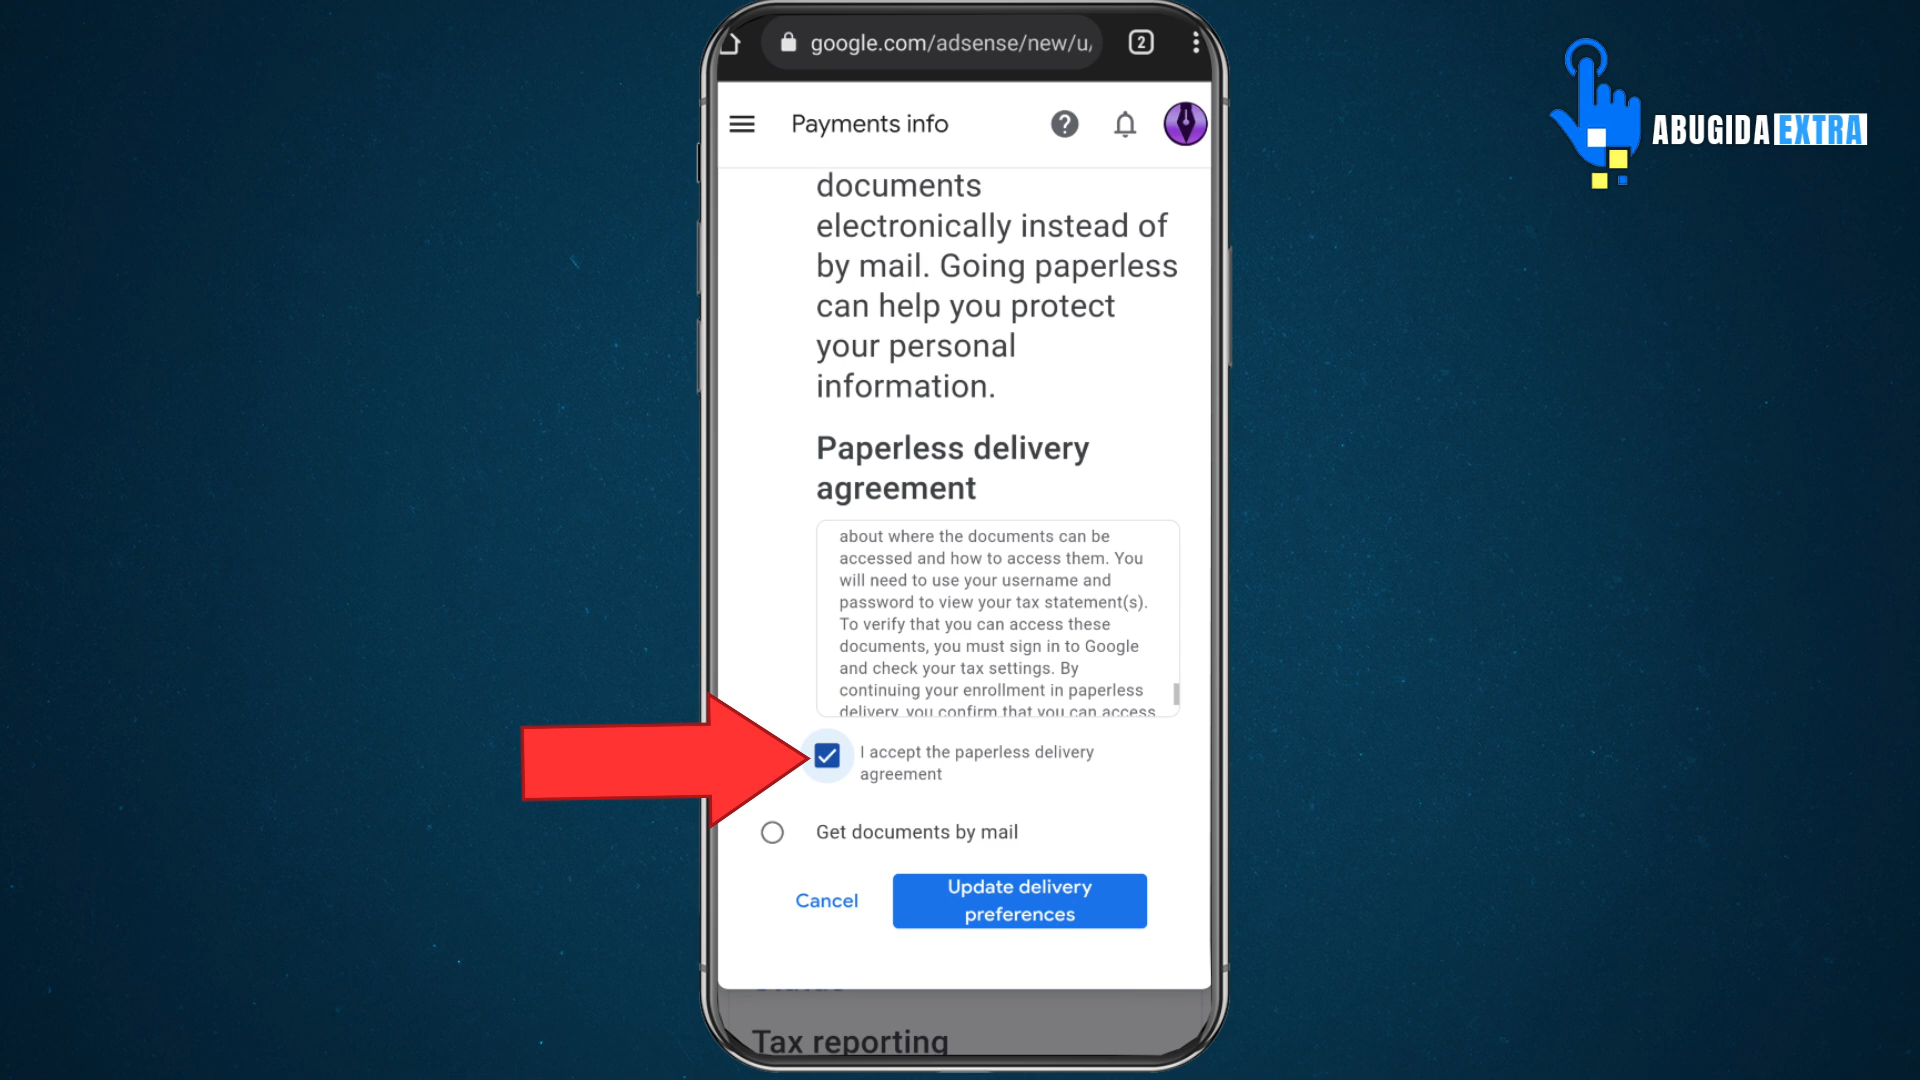 google.com/adsense/new/u/
2
Payments info
ABUGIDA EXTRA
documents
electronically instead of
by mail. Going paperless
can help you protect
your personal
information.
Paperless delivery
agreement
about where the documents can be
accessed and how to access them. You
will need to use your username and
password to view your tax statement(s).
To verify that you can access these
documents, you must sign in to Google
and check your tax settings. By
continuing your enrollment in paperless
delivery, you confirm that you can access
I accept the paperless delivery
agreement
Get documents by mail
Cancel
Update delivery
preferences
Tax reporting